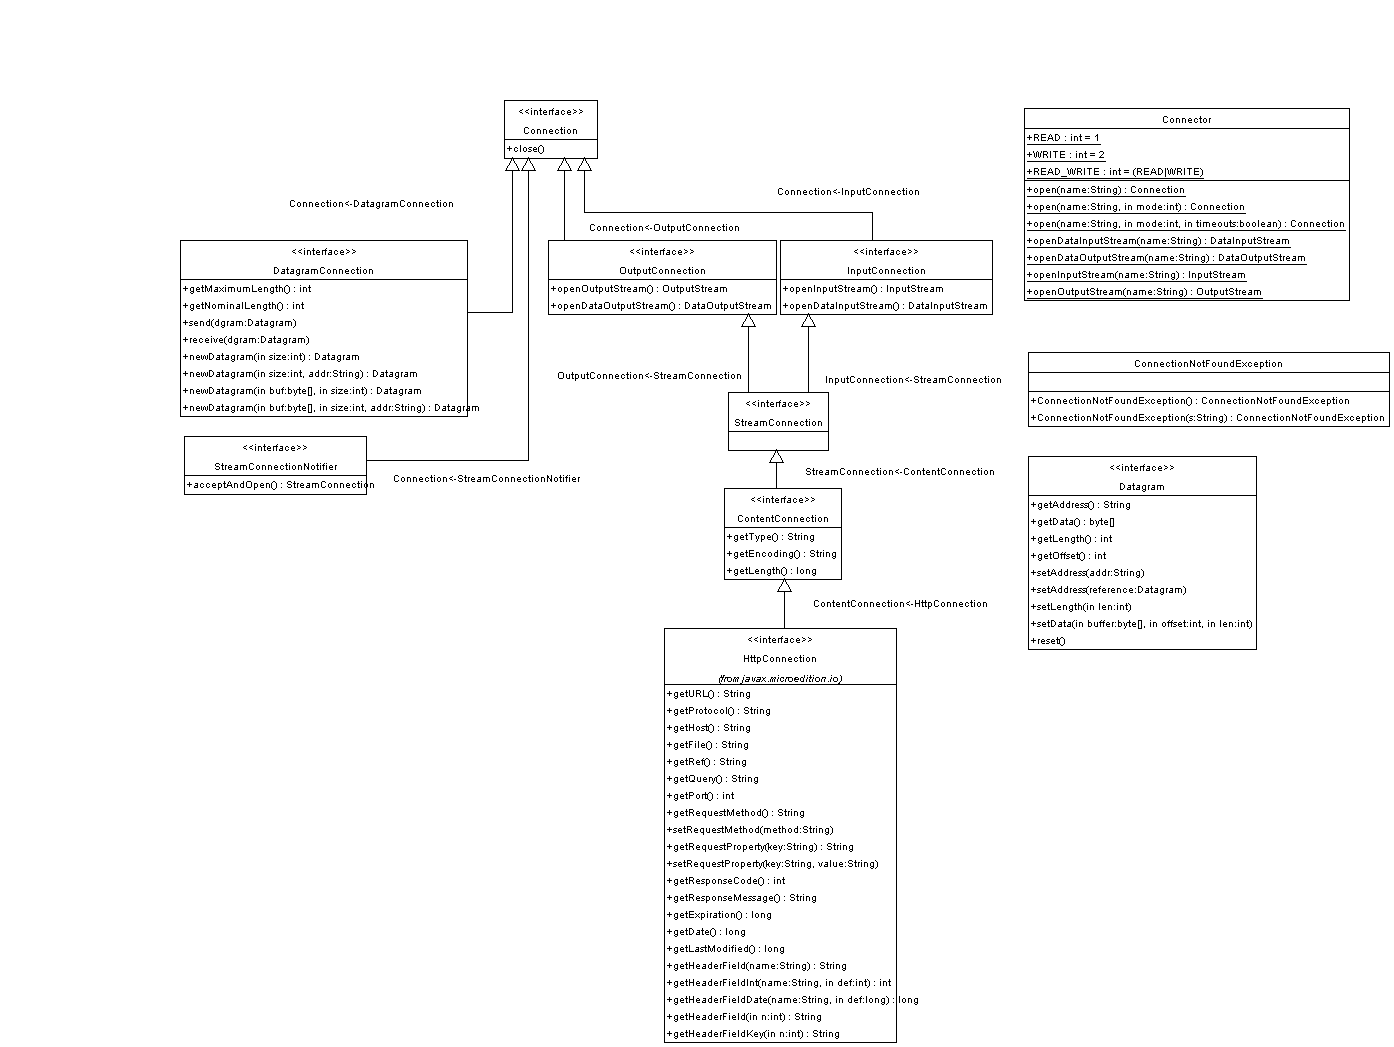 <<interface>>
Connection
+close()
Connection<-DatagramConnection
Connection<-InputConnection
Connection<-OutputConnection
<<interface>>
DatagramConnection
+getMaximumLength() : int
+getNominalLength() : int
+send(dgram:Datagram)
+receive(dgram:Datagram)
+newDatagram(in size:int) : Datagram
+newDatagram(in size:int, addr:String) : Datagram
+newDatagram(in buf:byte[], in size:int) : Datagram
+newDatagram(in buf:byte[], in size:int, addr:String) : Datagram
<<interface>>
OutputConnection
+openOutputStream() : OutputStream
+openDataOutputStream() : DataOutputStream
<<interface>>
InputConnection
+openInputStream() : InputStream
+openDataInputStream() : DataInputStream
OutputConnection<-StreamConnection
InputConnection<-StreamConnection
<<interface>>
StreamConnection
<<interface>>
StreamConnectionNotifier
+acceptAndOpen() : StreamConnection
Connection<-StreamConnectionNotifier
StreamConnection<-ContentConnection
<<interface>>
ContentConnection
+getType() : String
+getEncoding() : String
+getLength() : long
ContentConnection<-HttpConnection
<<interface>>
HttpConnection
(from javax.microedition.io)
+getURL() : String
+getProtocol() : String
+getHost() : String
+getFile() : String
+getRef() : String
+getQuery() : String
+getPort() : int
+getRequestMethod() : String
+setRequestMethod(method:String)
+getRequestProperty(key:String) : String
+setRequestProperty(key:String, value:String)
+getResponseCode() : int
+getResponseMessage() : String
+getExpiration() : long
+getDate() : long
+getLastModified() : long
+getHeaderField(name:String) : String
+getHeaderFieldInt(name:String, in def:int) : int
+getHeaderFieldDate(name:String, in def:long) : long
+getHeaderField(in n:int) : String
+getHeaderFieldKey(in n:int) : String
Connector
+READ : int = 1
+WRITE : int = 2
+READ_WRITE : int = (READ|WRITE)
+open(name:String) : Connection
+open(name:String, in mode:int) : Connection
+open(name:String, in mode:int, in timeouts:boolean) : Connection
+openDataInputStream(name:String) : DataInputStream
+openDataOutputStream(name:String) : DataOutputStream
+openInputStream(name:String) : InputStream
+openOutputStream(name:String) : OutputStream
ConnectionNotFoundException
+ConnectionNotFoundException() : ConnectionNotFoundException
+ConnectionNotFoundException(s:String) : ConnectionNotFoundException
<<interface>>
Datagram
+getAddress() : String
+getData() : byte[]
+getLength() : int
+getOffset() : int
+setAddress(addr:String)
+setAddress(reference:Datagram)
+setLength(in len:int)
+setData(in buffer:byte[], in offset:int, in len:int)
+reset()